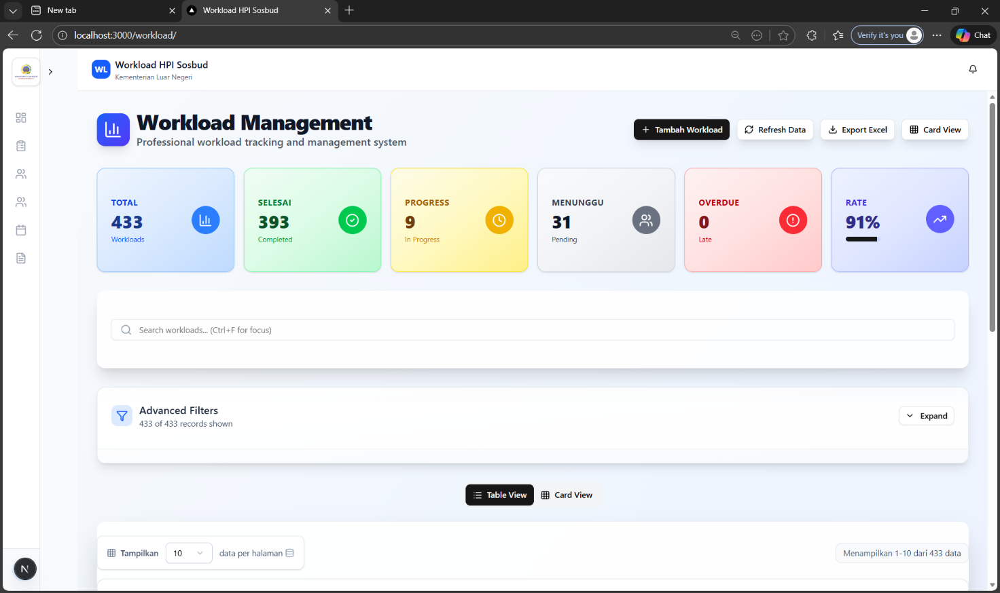 New tab
Workload HPI Sosbud
localhost:3000/workload/
Verify it's you
Chat
WL
Workload HPI Sosbud
Kementerian Luar Negeri
Workload Management
Professional workload tracking and management system
Tambah Workload
Refresh Data
Export Excel
Card View
TOTAL
433
Workloads
SELESAI
393
Completed
PROGRESS
9
In Progress
MENUNGGU
31
Pending
OVERDUE
0
Late
RATE
91%
Search workloads... (Ctrl+F for focus)
Advanced Filters
433 of 433 records shown
Expand
Table View
Card View
Tampilkan
10
data per halaman
Menampilkan 1-10 dari 433 data
N